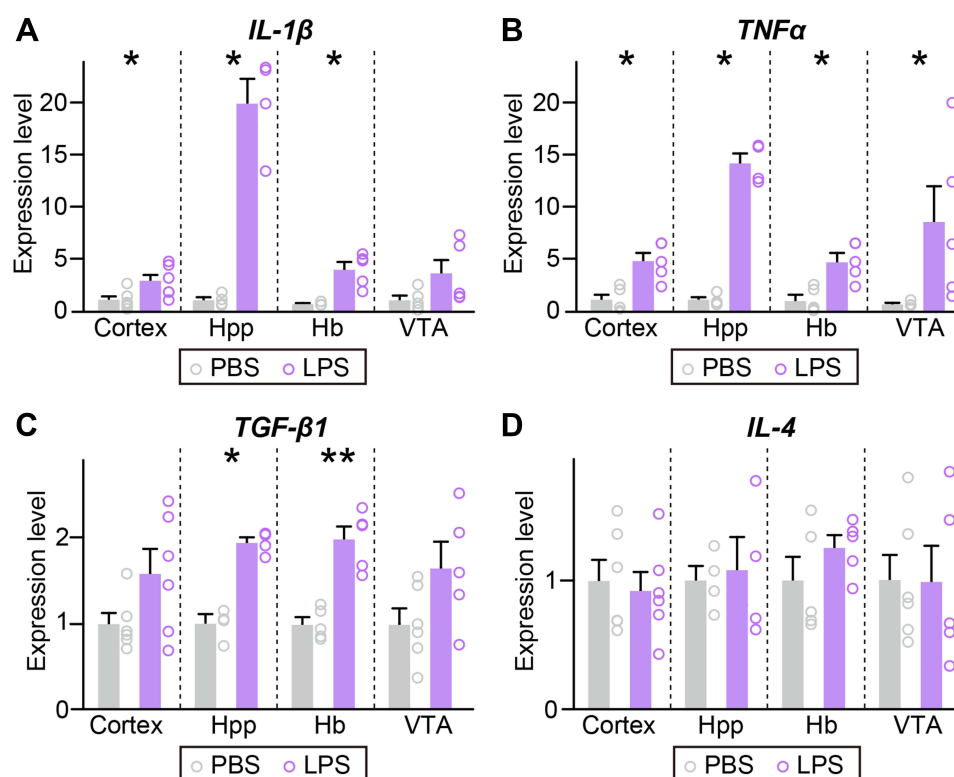 A
IL-1β
* * *
Expression level
20
15
10
5
0
Cortex Hpp Hb VTA
PBS LPS
B
TNFα
* * * *
Expression level
20
15
10
5
0
Cortex Hpp Hb VTA
PBS LPS
C
TGF-β1
* **
Expression level
2
1
0
Cortex Hpp Hb VTA
PBS LPS
D
IL-4
Expression level
1
0
Cortex Hpp Hb VTA
PBS LPS